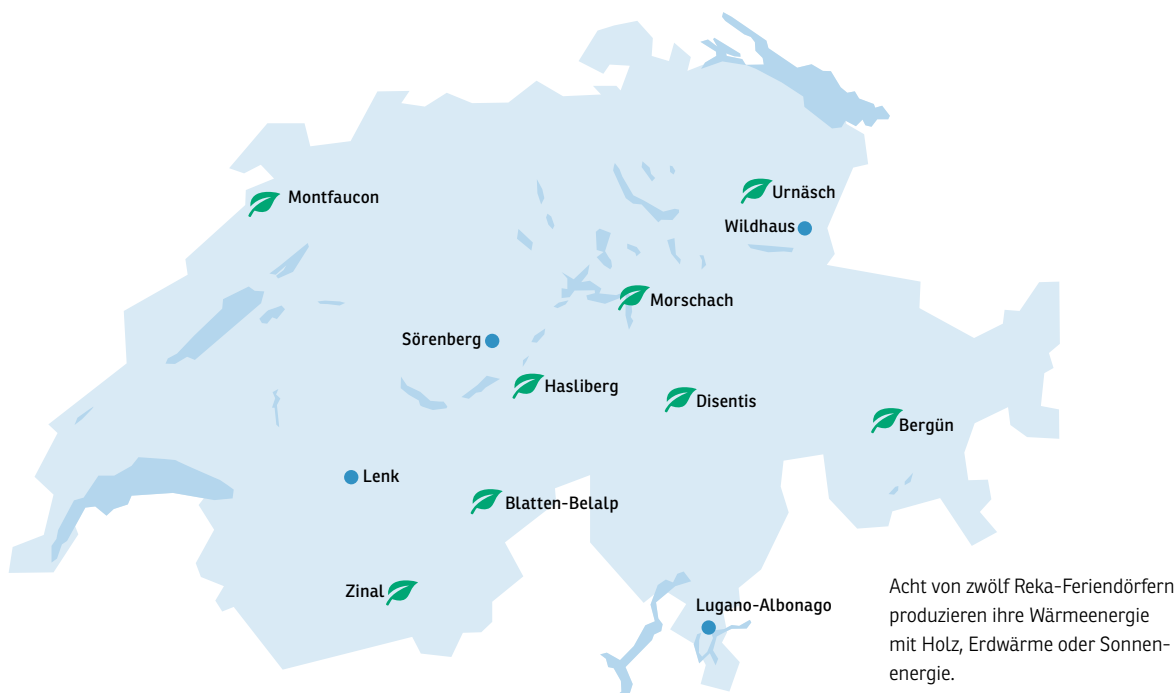 Montfaucon
Urnäsch
Wildhaus
Morschach
Sörenberg
Hasliberg
Disentis
Bergün
Lenk
Blatten-Belalp
Zinal
Lugano-Albonago
Acht von zwölf Reka-Feriendörfern
produzieren ihre Wärmeenergie
mit Holz, Erdwärme oder Sonnen-
energie.